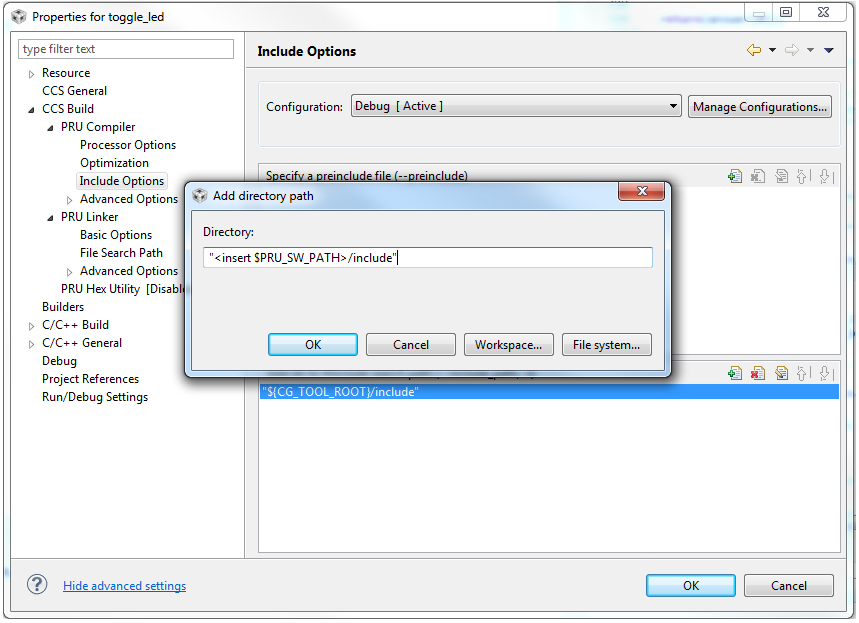 Properties for toggle_led
type filter text
Resource
CCS General
CCS Build
PRU Compiler
Processor Options
Optimization
Include Options
Advanced Options
PRU Linker
Basic Options
File Search Path
Advanced Options
PRU Hex Utility [Disable
Builders
C/C++ Build
C/C++ General
Debug
Project References
Run/Debug Settings
Include Options
Configuration: Debug [ Active ] Manage Configurations...
Specify a preinclude file (--preinclude)
Add directory path
Directory:
"<insert $PRU_SW_PATH>/include"
OK Cancel Workspace... File system...
"${CG_TOOL_ROOT}/include"
Hide advanced settings
OK Cancel